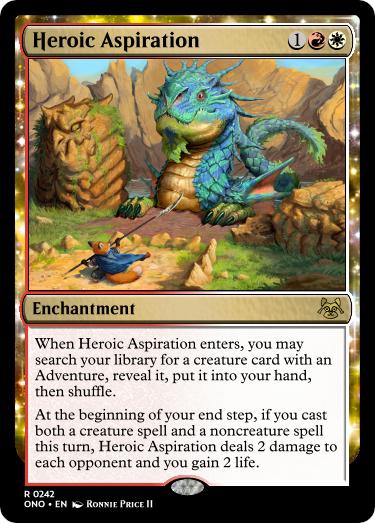 Heroic Aspiration 1
Enchantment
When Heroic Aspiration enters, you may
search your library for a creature card with an
Adventure, reveal it, put it into your hand,
then shuffle.
At the beginning of your end step, if you cast
both a creature spell and a noncreature spell
this turn, Heroic Aspiration deals 2 damage to
each opponent and you gain 2 life.
R 0242
ONO • EN Ronnie Price II